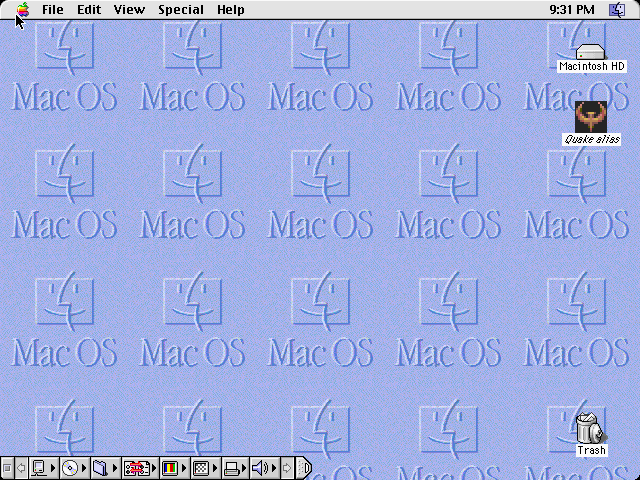 File Edit View Special Help 9:31 PM
Macintosh HD
Mac OS Mac OS Mac OS Mac OS Mac OS
Quake alias
Mac OS Mac OS Mac OS Mac OS Mac OS
Mac OS Mac OS Mac OS Mac OS Mac OS
Trash